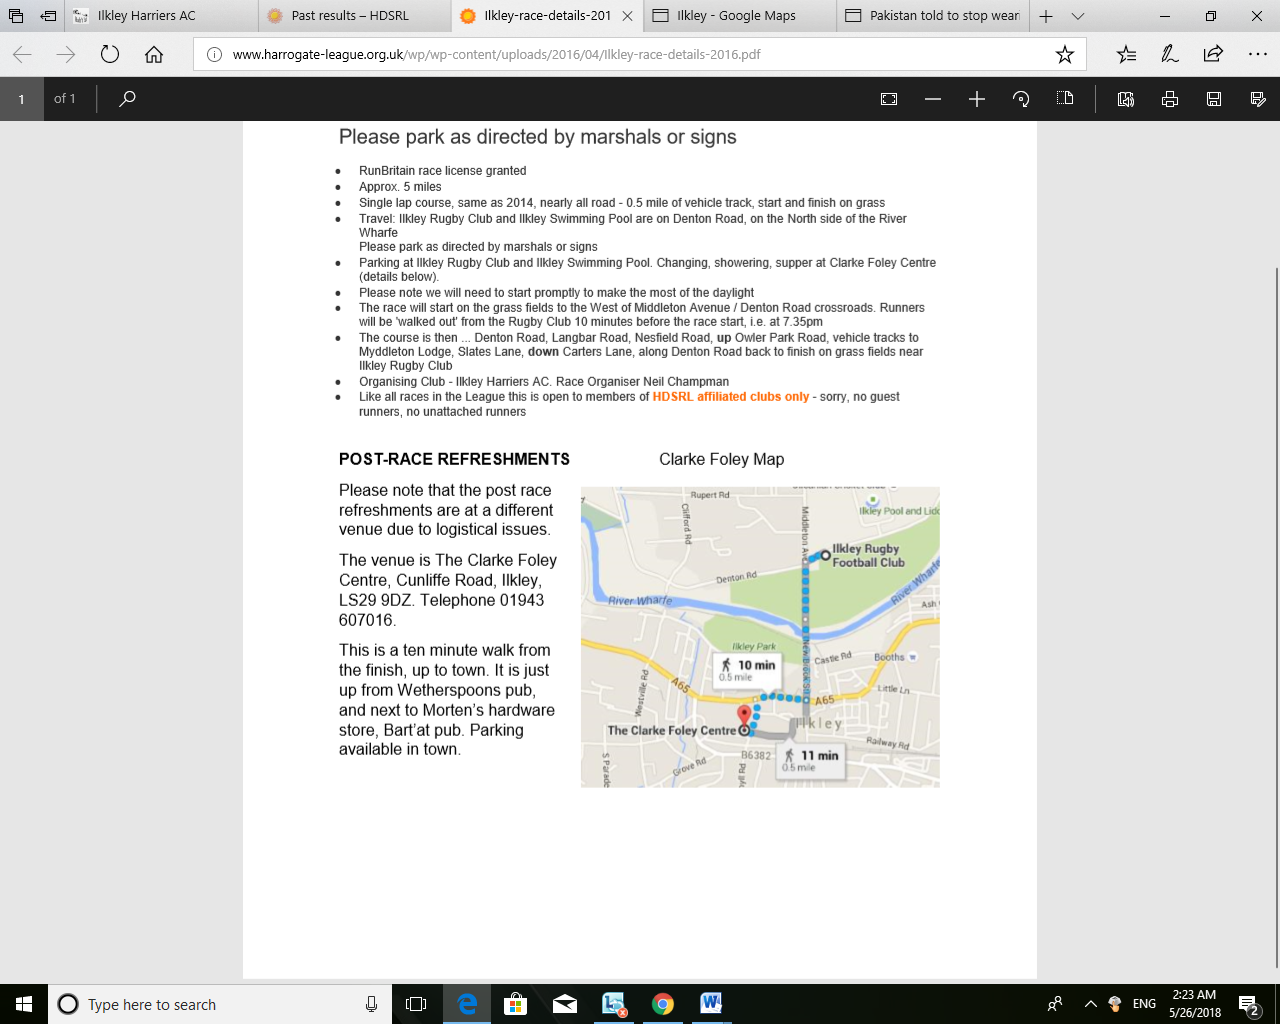 Ilkley Harriers AC
Past results – HDSRL
Ilkley-race-details-201
Ilkley - Google Maps
Pakistan told to stop wear
www.harrogate-league.org.uk/wp/wp-content/uploads/2016/04/Ilkley-race-details-2016.pdf
1 of 1
Please park as directed by marshals or signs
• RunBritain race license granted
• Approx. 5 miles
• Single lap course, same as 2014, nearly all road - 0.5 mile of vehicle track, start and finish on grass
• Travel: Ilkley Rugby Club and Ilkley Swimming Pool are on Denton Road, on the North side of the River
Wharfe
Please park as directed by marshals or signs
• Parking at Ilkley Rugby Club and Ilkley Swimming Pool. Changing, showering, supper at Clarke Foley Centre
(details below).
• Please note we will need to start promptly to make the most of the daylight
• The race will start on the grass fields to the West of Middleton Avenue / Denton Road crossroads. Runners
will be 'walked out' from the Rugby Club 10 minutes before the race start, i.e. at 7.35pm
• The course is then ... Denton Road, Langbar Road, Nesfield Road, up Owler Park Road, vehicle tracks to
Myddleton Lodge, Slates Lane, down Carters Lane, along Denton Road back to finish on grass fields near
Ilkley Rugby Club
• Organising Club - Ilkley Harriers AC. Race Organiser Neil Champman
• Like all races in the League this is open to members of HDSRL affiliated clubs only - sorry, no guest
runners, no unattached runners
POST-RACE REFRESHMENTS
Please note that the post race
refreshments are at a different
venue due to logistical issues.
The venue is The Clarke Foley
Centre, Cunliffe Road, Ilkley,
LS29 9DZ. Telephone 01943
607016.
This is a ten minute walk from
the finish, up to town. It is just
up from Wetherspoons pub,
and next to Morten's hardware
store, Bart'at pub. Parking
available in town.
Clarke Foley Map
Rupert Rd
Clifford Rd
Middleton Ave
Ilkley Pool and Lido
Ilkley Rugby
Football Club
Denton Rd
River Wharfe
River Wharfe
Ash
Ilkley Park
New Brook St
Castle Rd
Booths
10 min
0.5 mile
Little Ln
A65
A65
Westville Rd
Ilkley
The Clarke Foley Centre
Railway Rd
B6382
11 min
0.5 mile
Grove Rd
S Parade
yll Rd
Type here to search
ENG
2:23 AM
5/26/2018
2